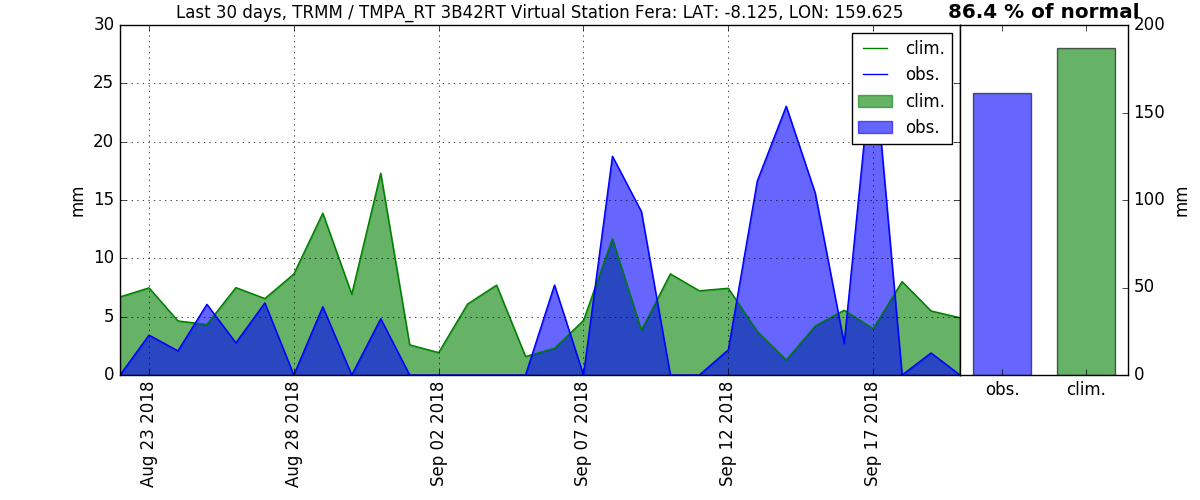 Last 30 days, TRMM / TMPA_RT 3B42RT Virtual Station Fera: LAT: -8.125, LON: 159.625
86.4 % of normal
30
25
20
15
10
5
0
mm
clim.
obs.
clim.
obs.
200
150
100
50
0
mm
obs.
clim.
Aug 23 2018
Aug 28 2018
Sep 02 2018
Sep 07 2018
Sep 12 2018
Sep 17 2018